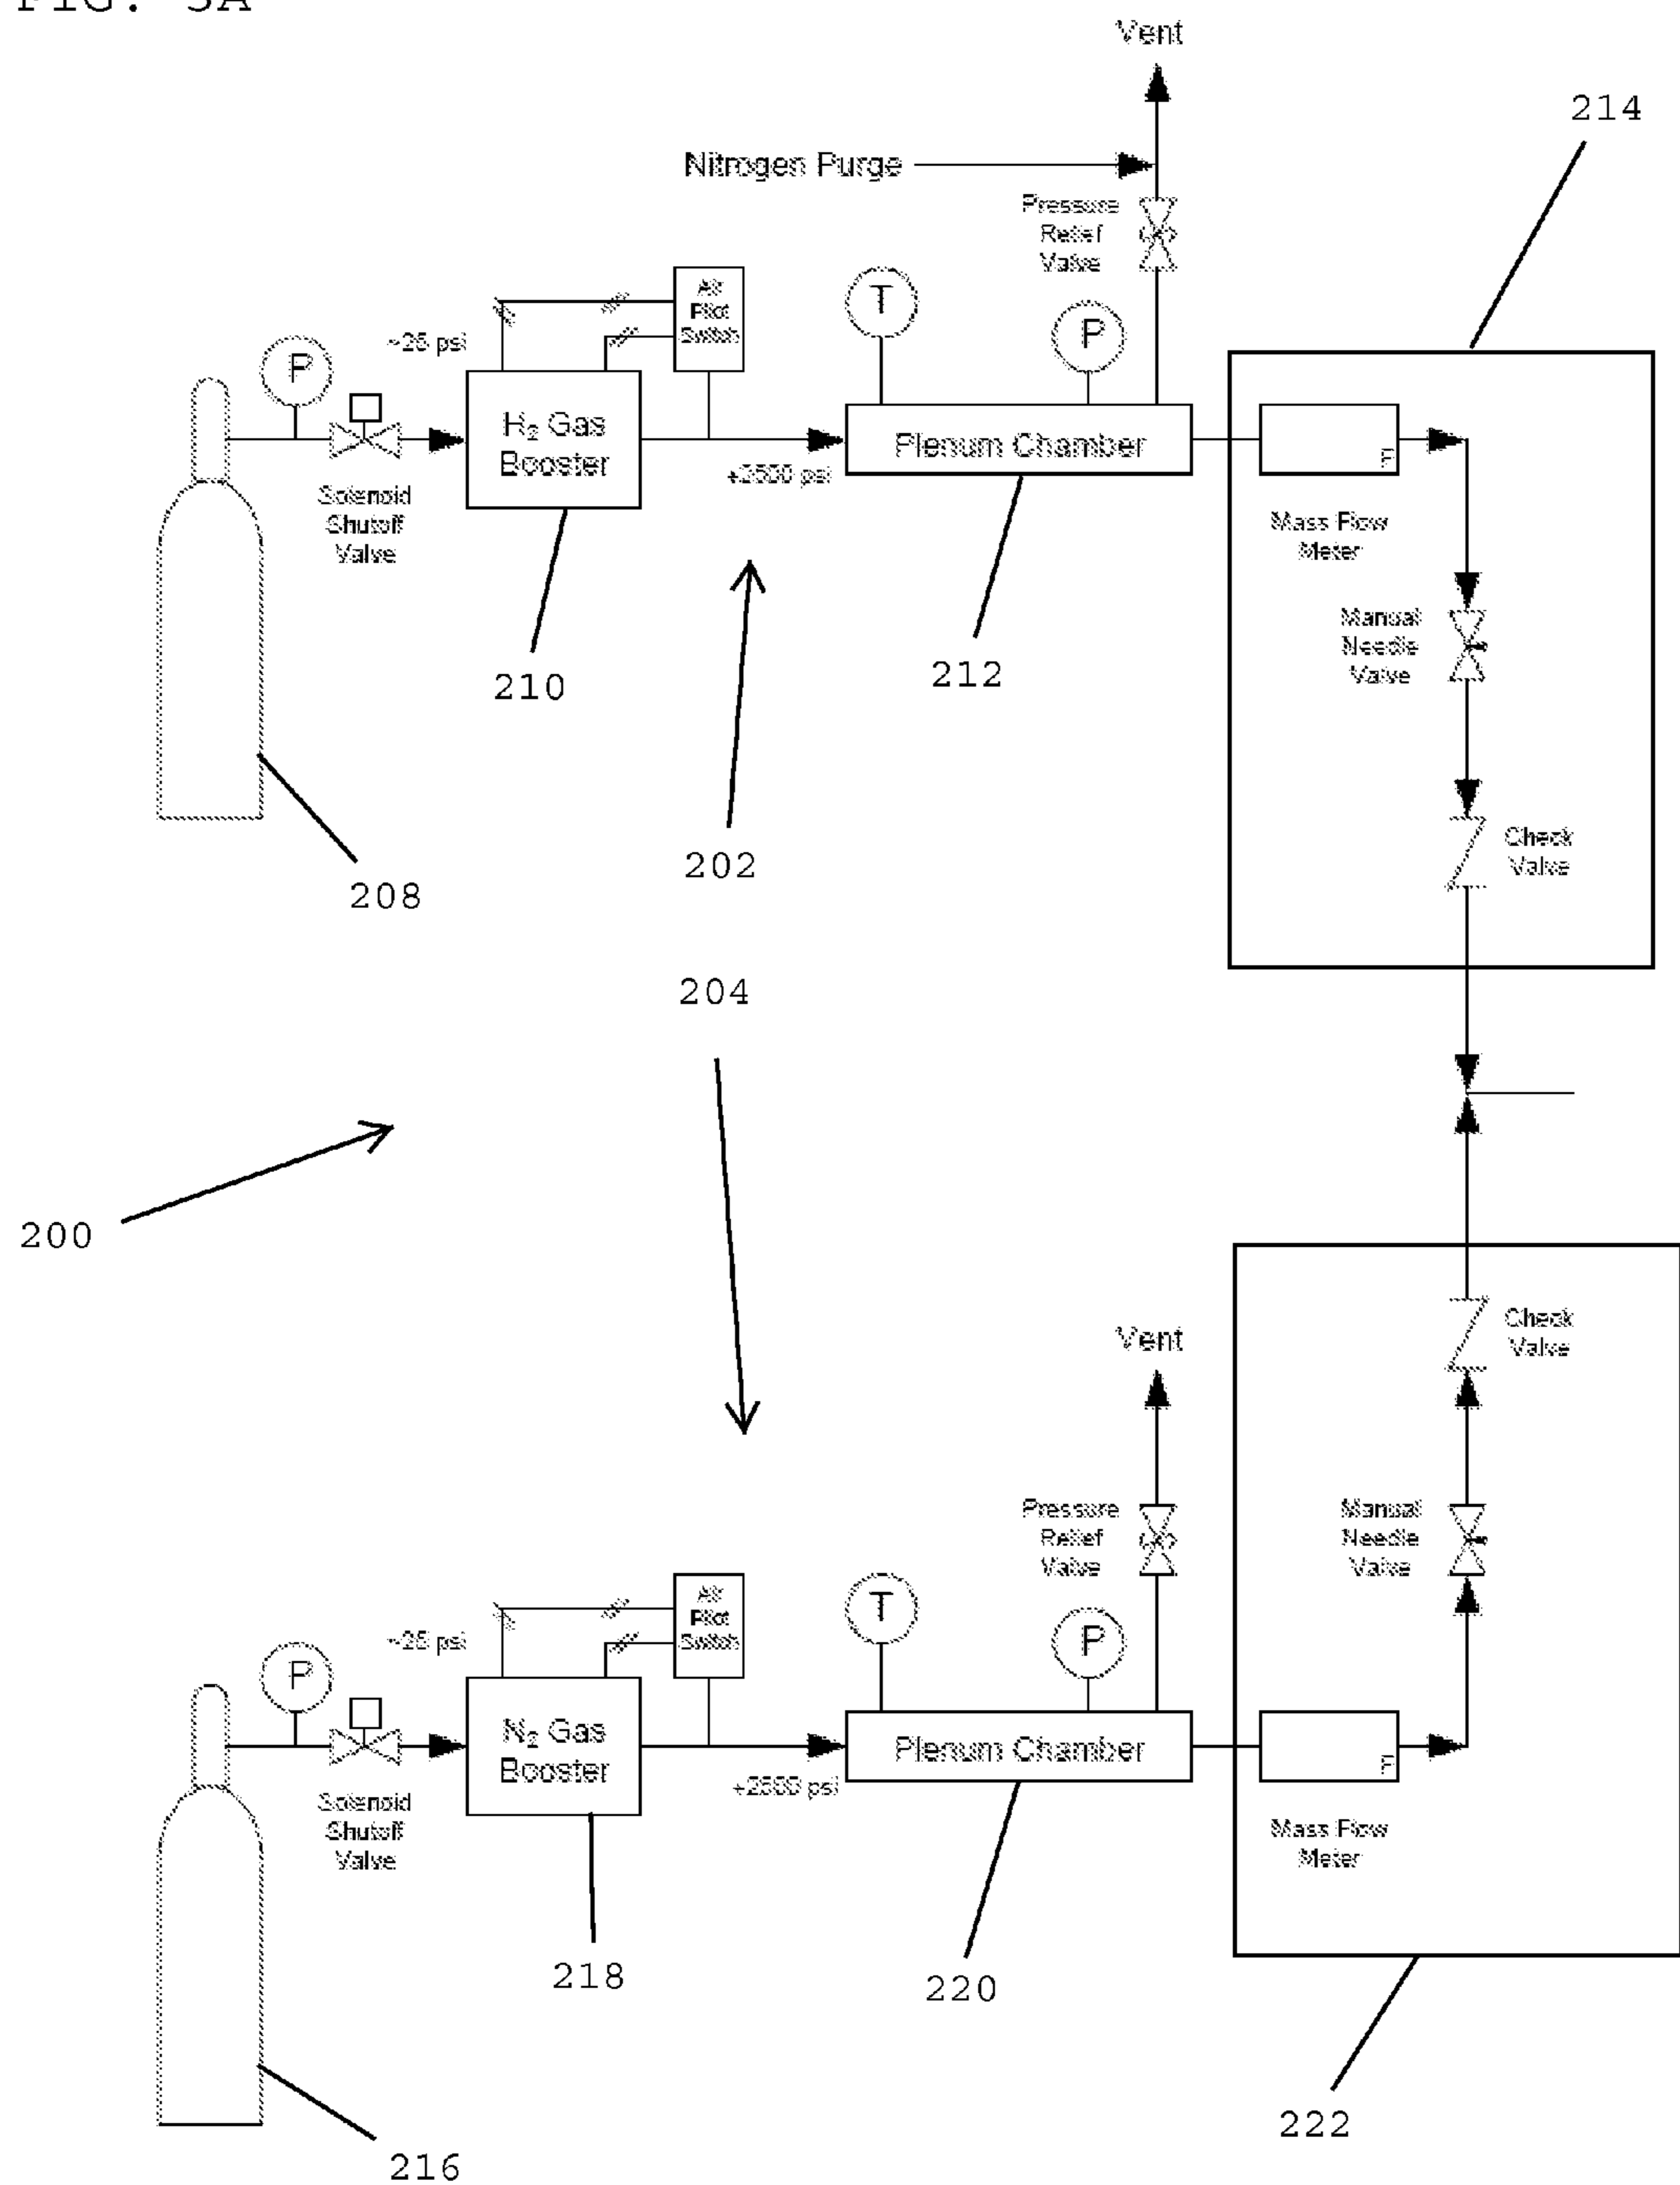 FIG. 3A
Vent
214
Nitrogen Purge
Pressure
Relief
Valve
Air
Pilot
Switch
T
P
~25 psi
P
H₂ Gas
Booster
Plenum Chamber
F
+2500 psi
Solenoid
Shutoff
Valve
Mass Flow
Meter
Manual
Needle
Valve
210
212
202
Check
Valve
208
204
200
Check
Valve
Vent
Pressure
Relief
Valve
Manual
Needle
Valve
Air
Pilot
Switch
T
P
~25 psi
P
N₂ Gas
Booster
Plenum Chamber
F
+2500 psi
Solenoid
Shutoff
Valve
Mass Flow
Meter
218
220
222
216